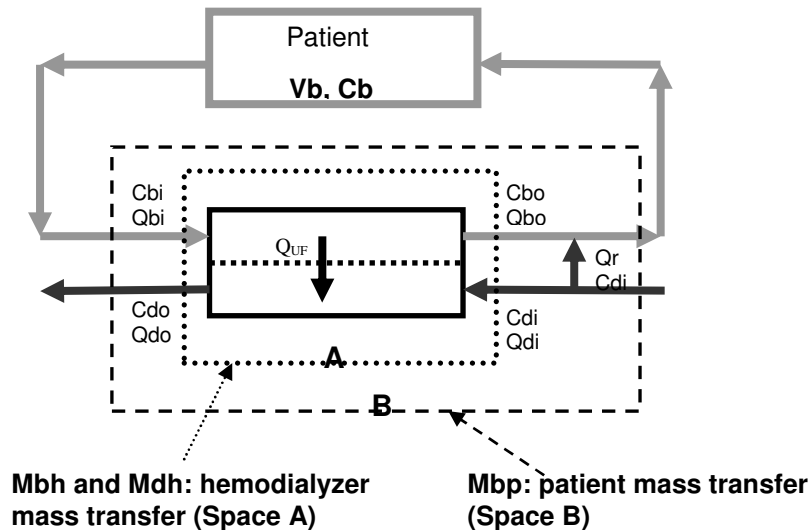 Patient
Vb, Cb
Cbi
Qbi
Cbo
Qbo
QUF
Qr
Cdi
Cdo
Qdo
Cdi
Qdi
A
B
Mbh and Mdh: hemodialyzer
mass transfer (Space A)
Mbp: patient mass transfer
(Space B)